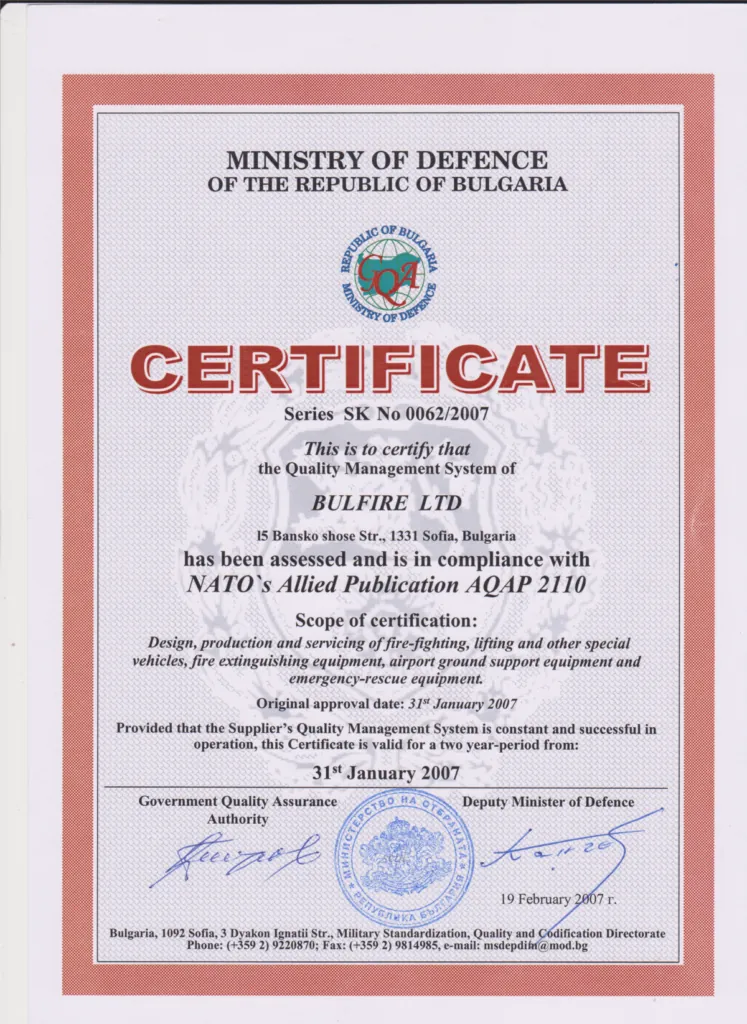 MINISTRY OF DEFENCE
OF THE REPUBLIC OF BULGARIA
REPUBLIC OF BULGARIA
GQA
MINISTRY OF DEFENCE
CERTIFICATE
Series SK No 0062/2007
This is to certify that
the Quality Management System of
BULFIRE LTD
l5 Bansko shose Str., 1331 Sofia, Bulgaria
has been assessed and is in compliance with
NATO`s Allied Publication AQAP 2110
Scope of certification:
Design, production and servicing of fire-fighting, lifting and other special
vehicles, fire extinguishing equipment, airport ground support equipment and
emergency-rescue equipment.
Original approval date: 31st January 2007
Provided that the Supplier's Quality Management System is constant and successful in
operation, this Certificate is valid for a two year-period from:
31st January 2007
Government Quality Assurance
Authority
Deputy Minister of Defence
МИНИСТЕРСТВО НА ОТБРАНАТА
РЕПУБЛИКА БЪЛГАРИЯ
19 February 2007 г.
Bulgaria, 1092 Sofia, 3 Dyakon Ignatii Str., Military Standardization, Quality and Codification Directorate
Phone: (+359 2) 9220870; Fax: (+359 2) 9814985, e-mail: msdepdim@mod.bg